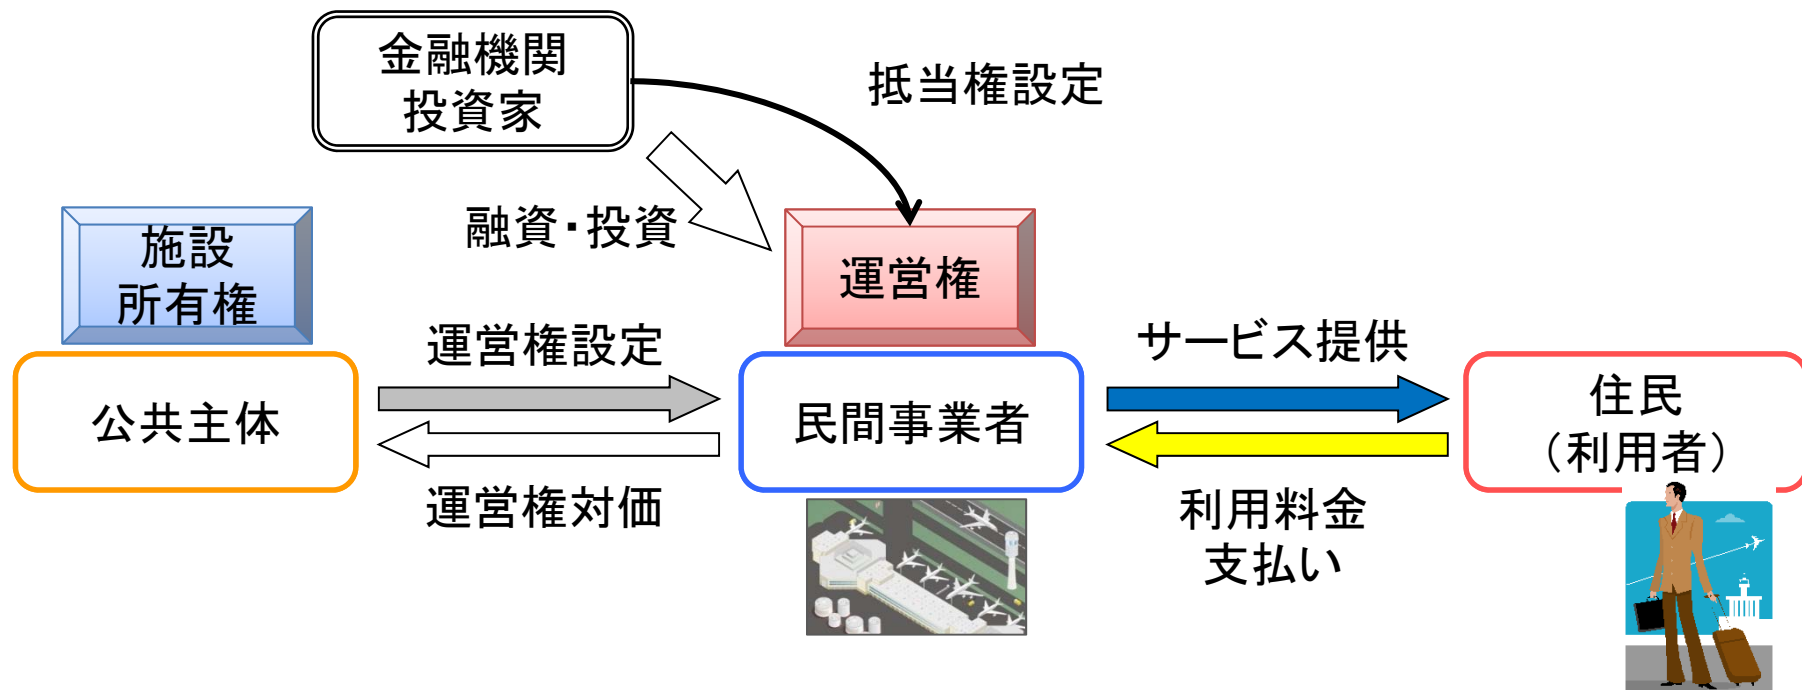 金融機関
投資家
抵当権設定
融資・投資
施設
所有権
運営権
運営権設定
サービス提供
公共主体
民間事業者
住民
（利用者）
運営権対価
利用料金
支払い